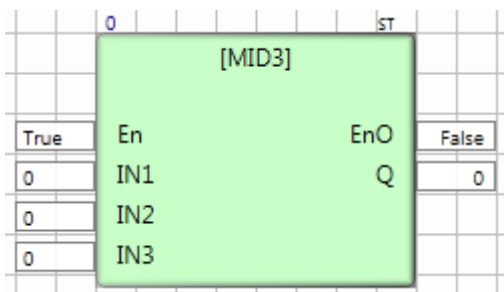 0 ST
[MID3]
True En EnO False
0 IN1 Q 0
0 IN2
0 IN3